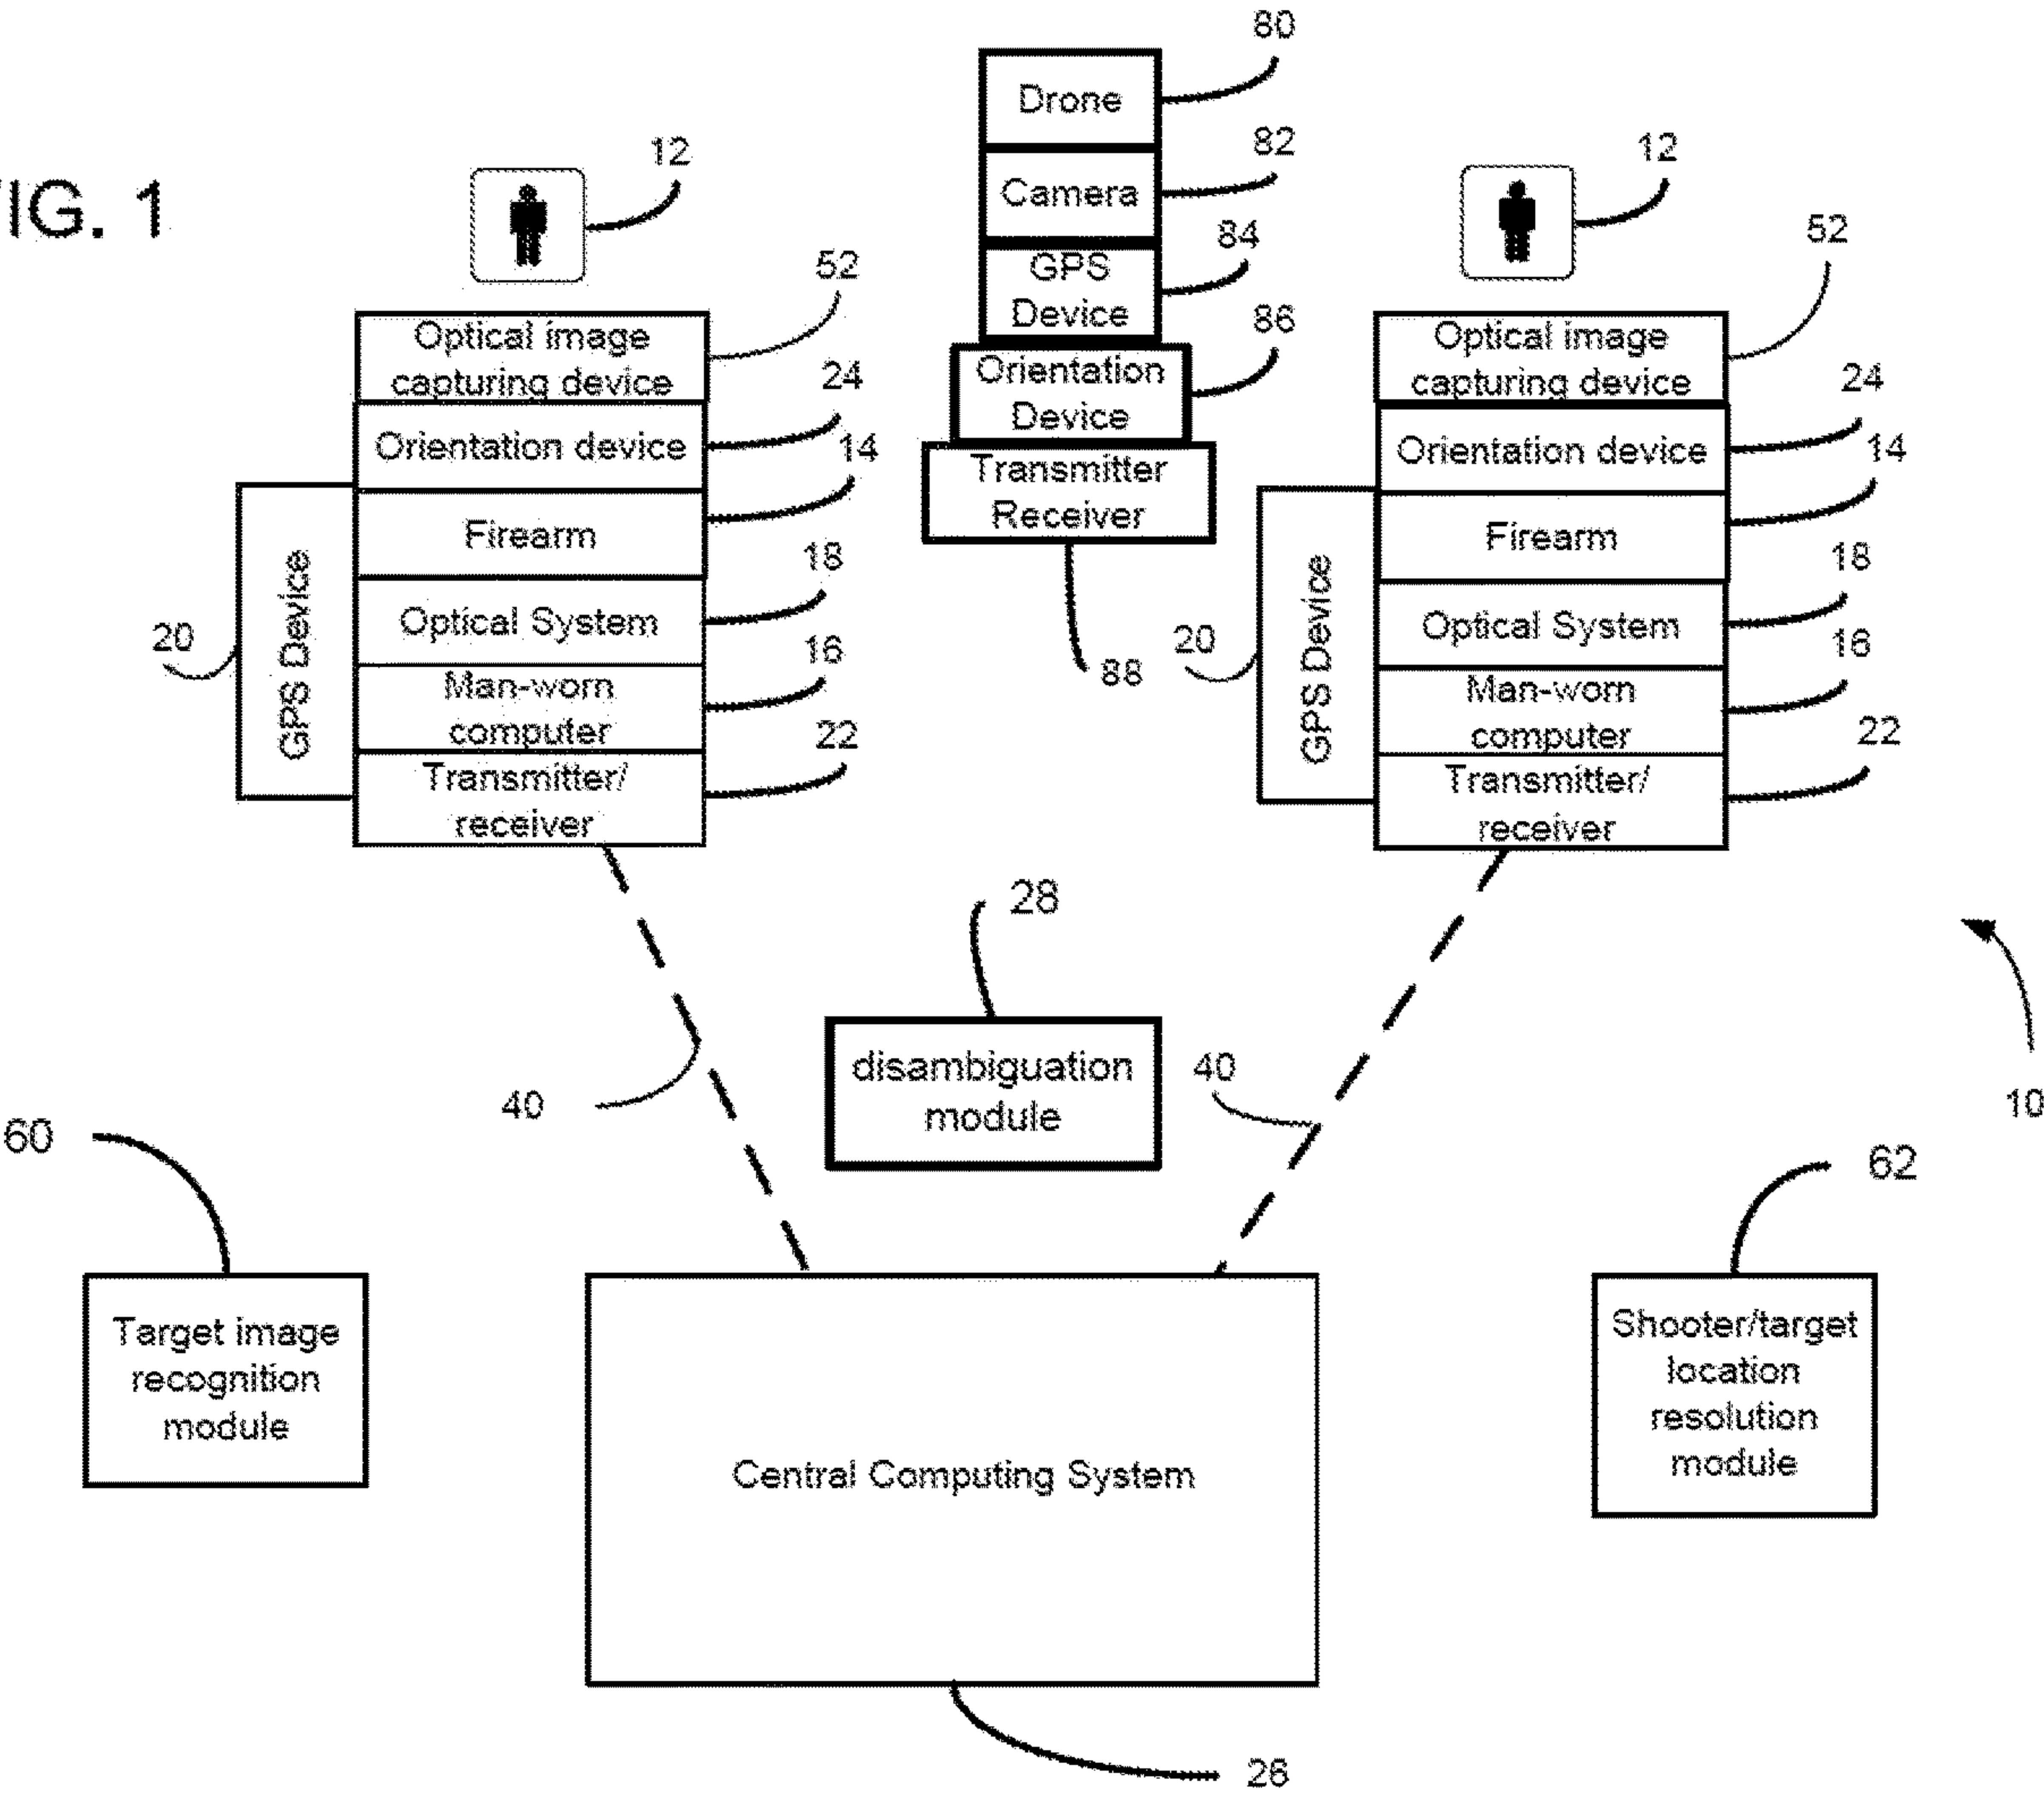 IG. 1
12
52
Optical image
capturing device
24
Orientation device
14
Firearm
18
Optical System
16
Man-worn
computer
22
Transmitter/
receiver
20
GPS Device
80
Drone
82
Camera
84
GPS
Device
86
Orientation
Device
Transmitter
Receiver
88
12
52
Optical image
capturing device
24
Orientation device
14
Firearm
18
Optical System
16
Man-worn
computer
22
Transmitter/
receiver
20
GPS Device
28
disambiguation
module
40
40
10
60
Target image
recognition
module
Central Computing System
26
62
Shooter/target
location
resolution
module